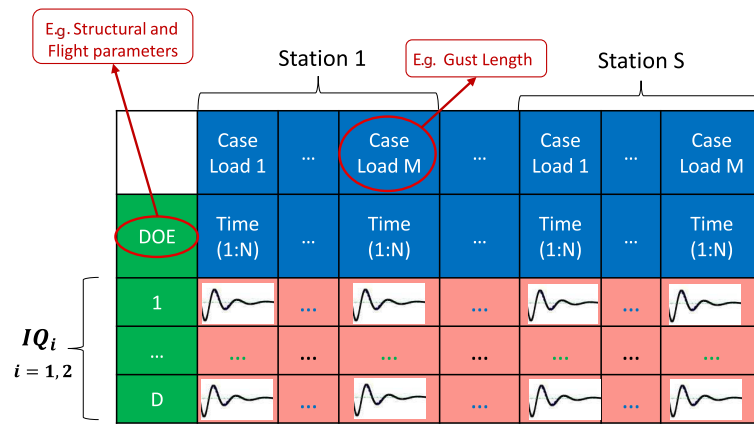 E.g. Structural and
Flight parameters
Station 1
E.g. Gust Length
Station S
Case
Load 1
...
Case
Load M
...
Case
Load 1
...
Case
Load M
DOE
Time
(1:N)
...
Time
(1:N)
...
Time
(1:N)
...
Time
(1:N)
IQi
i = 1, 2
1
...
...
...
...
... ... ... ... ... ... ... ...
D
...
...
...